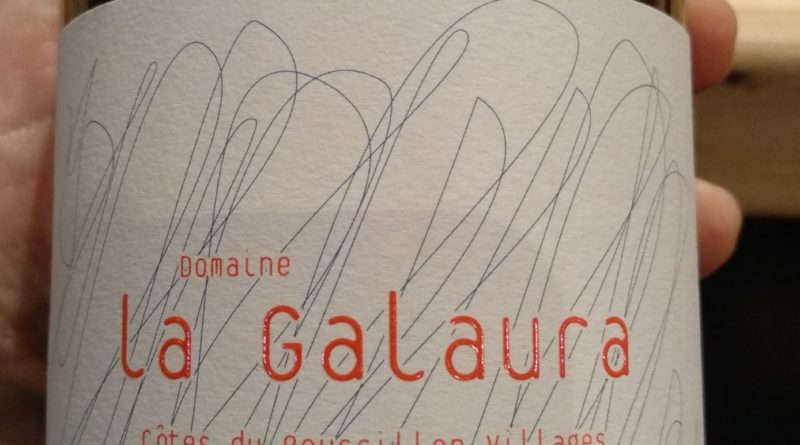 Domaine
la Galaura
Côtes du Roussillon Villages